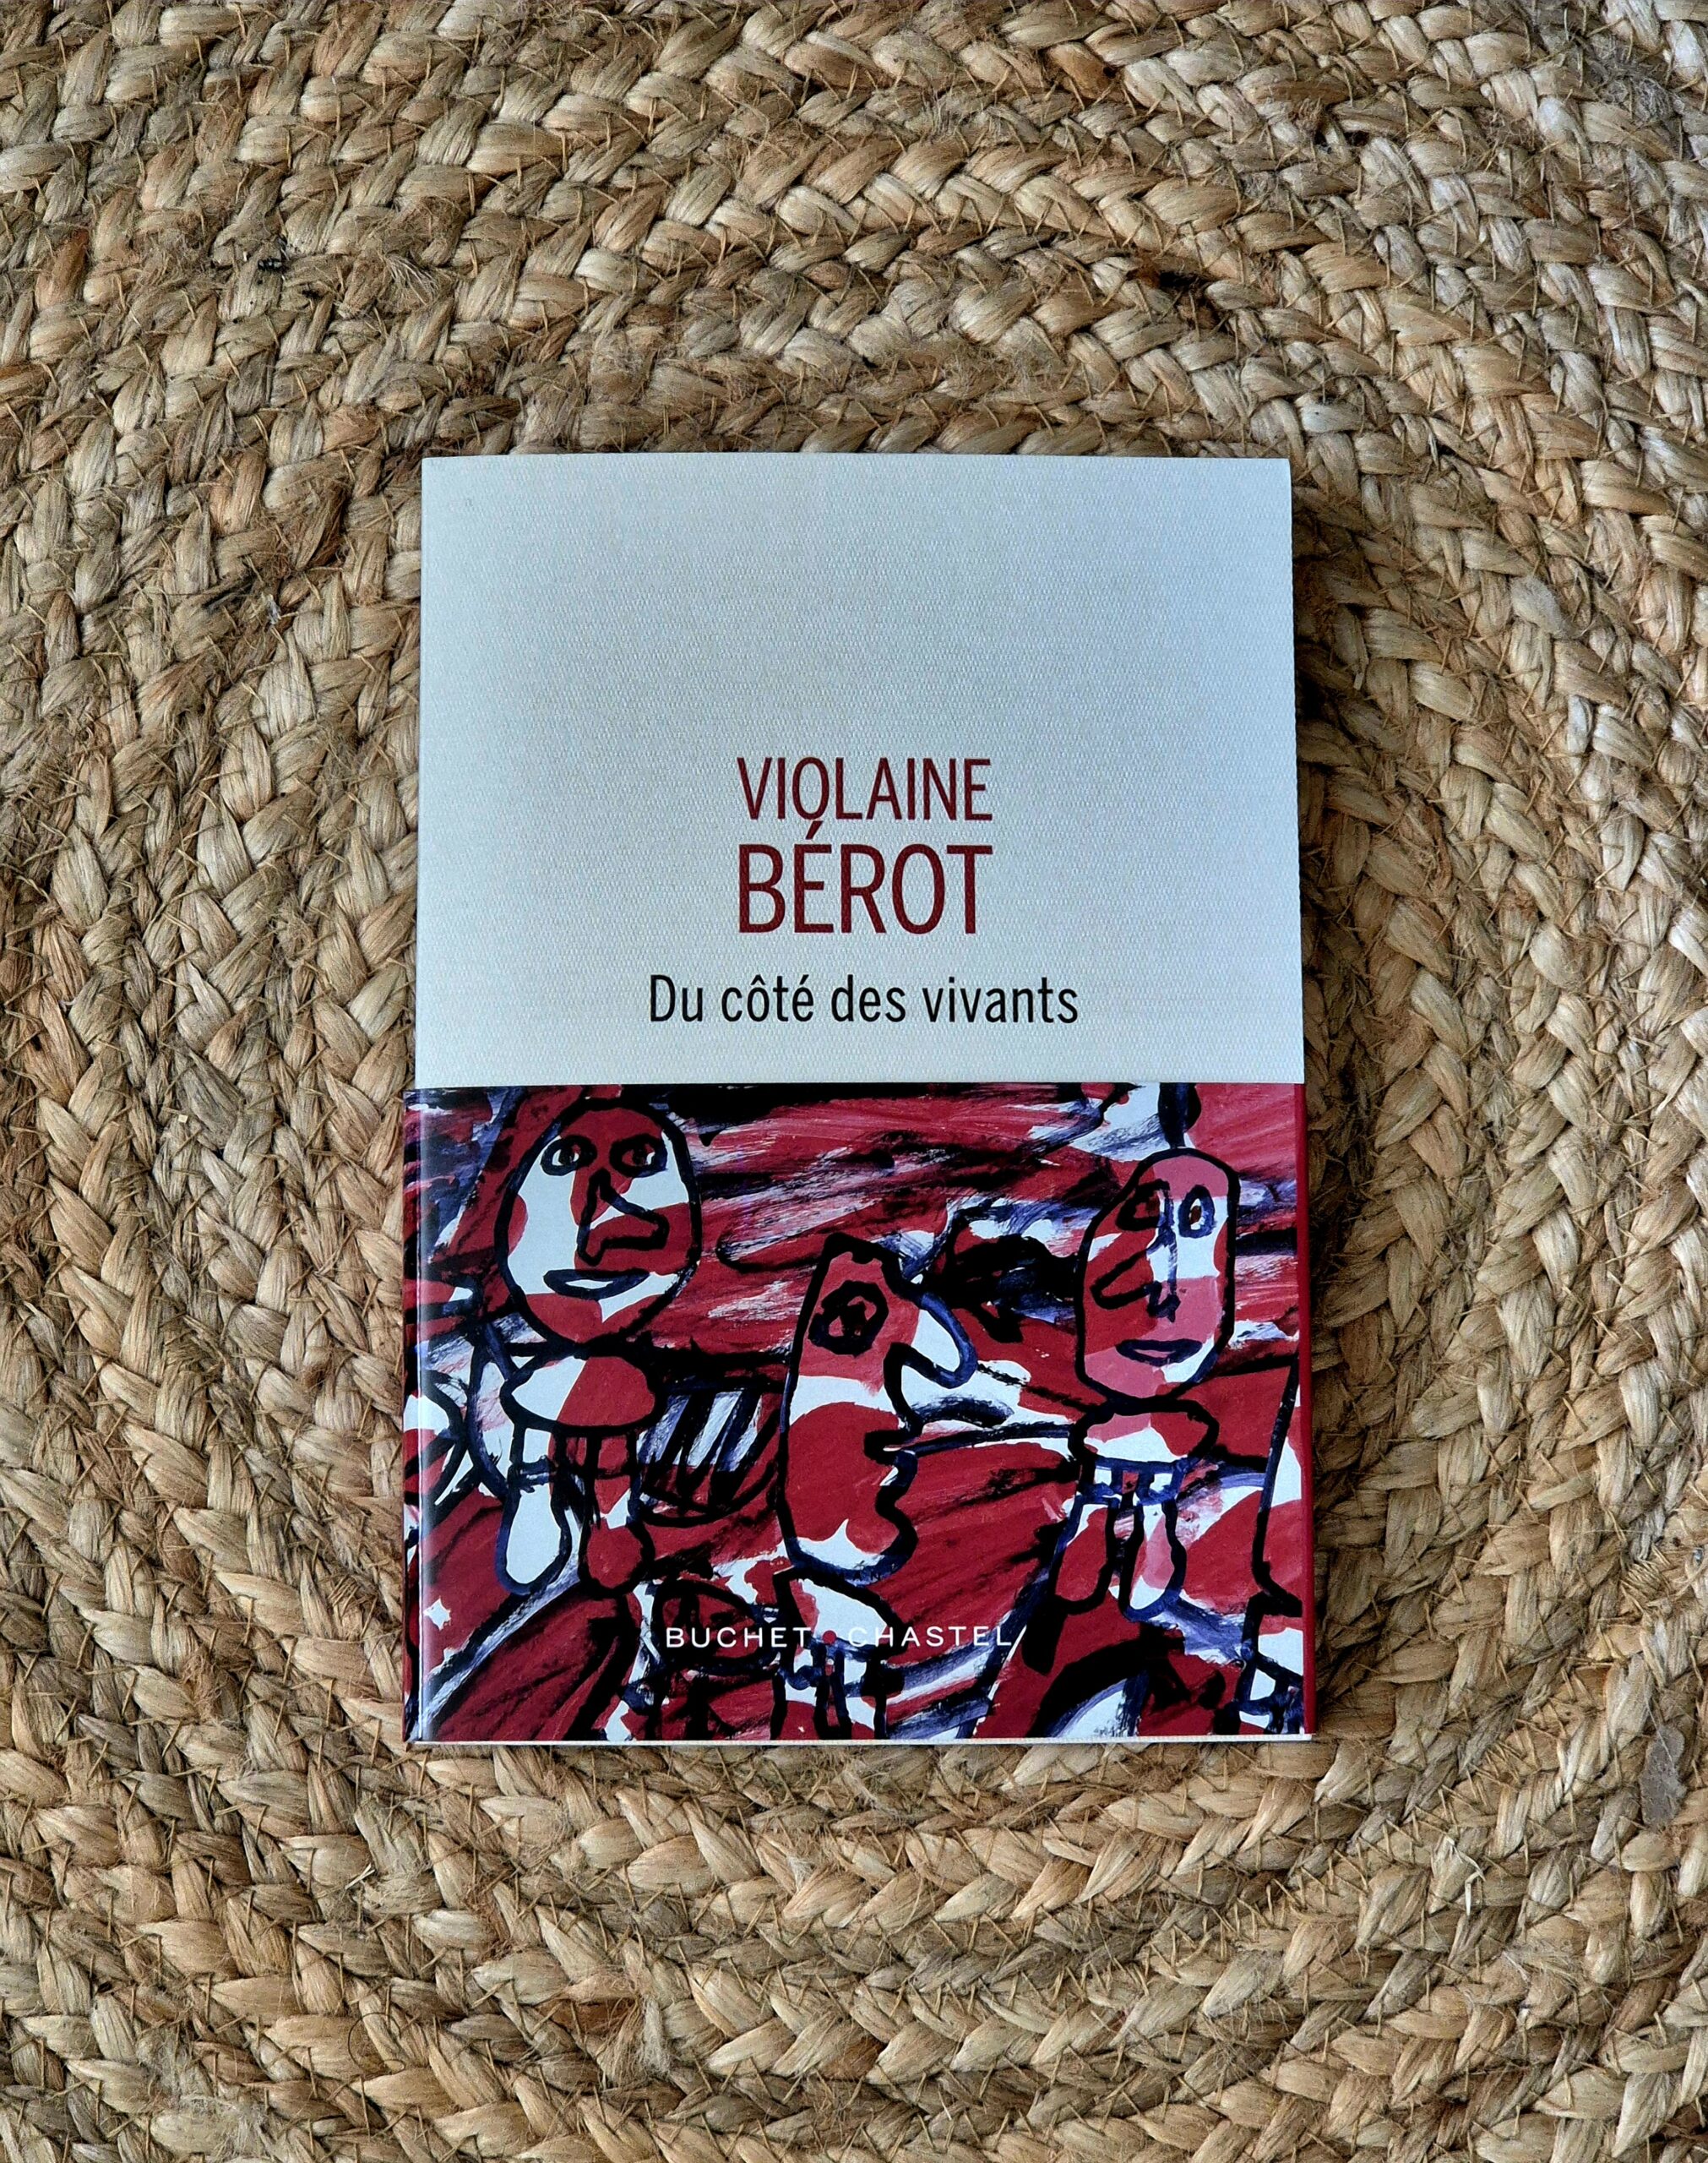 VIOLAINE
BÉROT
Du côté des vivants
BUCHET • CHASTEL